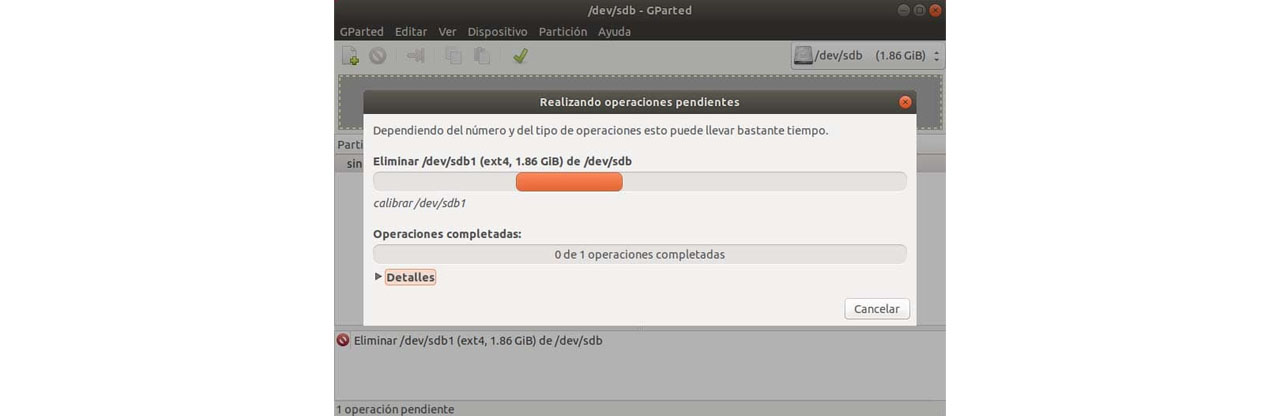 /dev/sdb - GParted
GParted Editar Ver Dispositivo Partición Ayuda
/dev/sdb (1.86 GiB)
Realizando operaciones pendientes
Dependiendo del número y del tipo de operaciones esto puede llevar bastante tiempo.
Parti
Eliminar /dev/sdb1 (ext4, 1.86 GiB) de /dev/sdb
sin
calibrar /dev/sdb1
Operaciones completadas:
0 de 1 operaciones completadas
Detalles
Cancelar
Eliminar /dev/sdb1 (ext4, 1.86 GiB) de /dev/sdb
1 operación pendiente